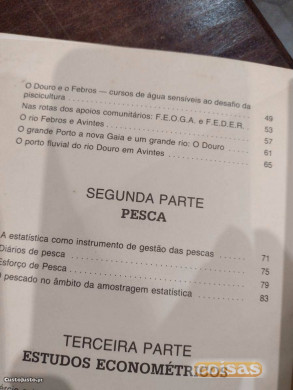 O Douro e o Febros — cursos de água sensíveis ao desafio da
piscicultura 49
Nas rotas dos apoios comunitários: F.E.O.G.A. e F.E.D.E.R. 53
O rio Febros e Avintes 57
O grande Porto a nova Gaia e um grande rio: O Douro 61
O porto fluvial do rio Douro em Avintes 65
SEGUNDA PARTE
PESCA
A estatística como instrumento de gestão das pescas 71
Diários de pesca 75
Esforço de Pesca 79
O pescado no âmbito da amostragem estatística 83
TERCEIRA PARTE
ESTUDOS ECONOMÉTRICOS
coisas